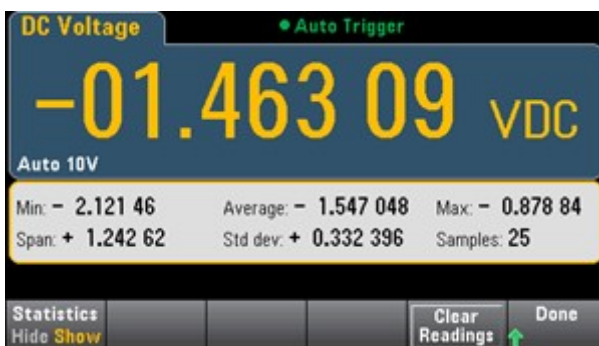 DC Voltage Auto Trigger
−01.463 09 VDC
Auto 10V
Min: − 2.121 46 Average: − 1.547 048 Max: − 0.878 84
Span: + 1.242 62 Std dev: + 0.332 396 Samples: 25
Statistics Clear Done
Hide Show Readings